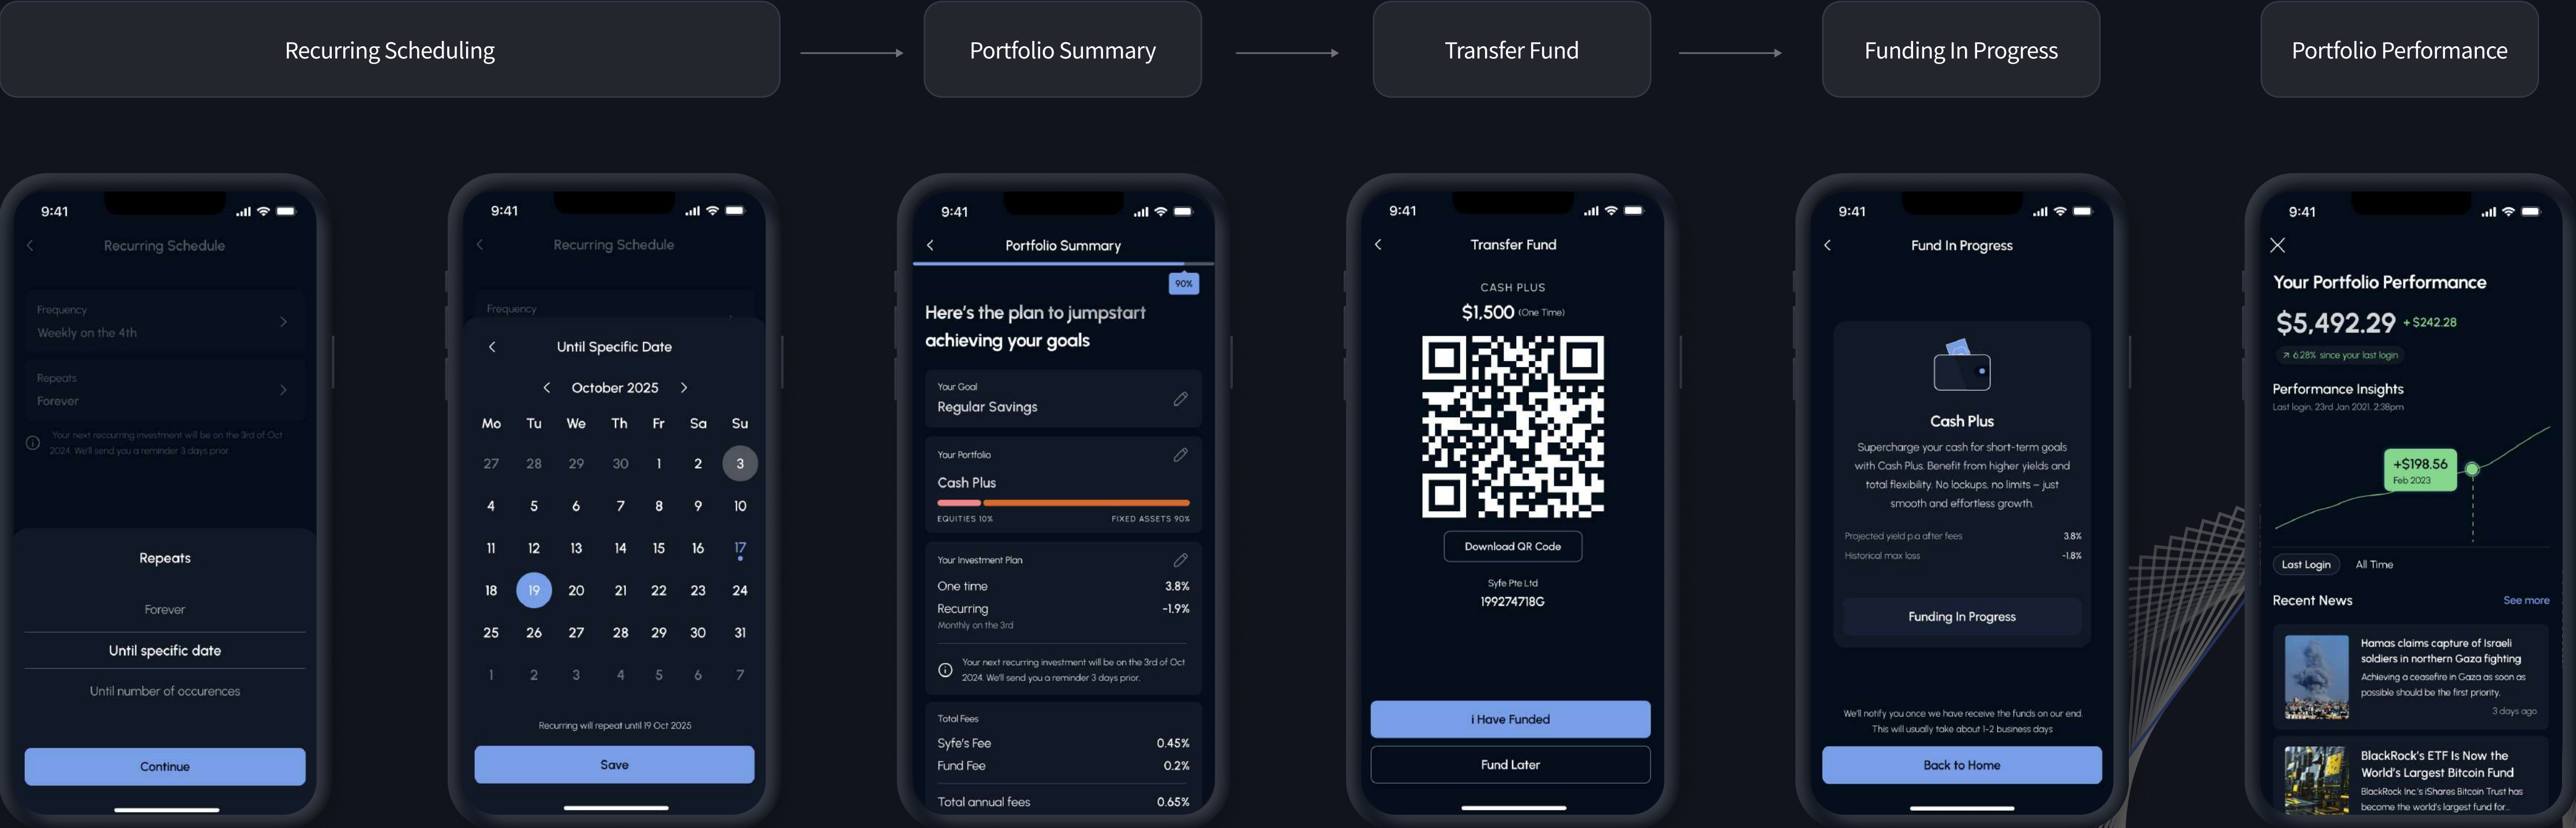 Recurring Scheduling
Portfolio Summary
Transfer Fund
Funding In Progress
Portfolio Performance
9:41
Recurring Schedule
Frequency
Weekly on the 4th
Repeats
Forever
Your next reccuring investment will be on the 3rd of Oct
2024. We'll send you a reminder 3 days prior.
Repeats
Forever
Until specific date
Until number of occurences
Continue
9:41
Recurring Schedule
Frequency
Until Specific Date
October 2025
Mo Tu We Th Fr Sa Su
27 28 29 30 1 2 3
4 5 6 7 8 9 10
11 12 13 14 15 16 17
18 19 20 21 22 23 24
25 26 27 28 29 30 31
1 2 3 4 5 6 7
Recurring will repeat until 19 Oct 2025
Save
9:41
Portfolio Summary
90%
Here's the plan to jumpstart
achieving your goals
Your Goal
Regular Savings
Your Portfolio
Cash Plus
EQUITIES 10% FIXED ASSETS 90%
Your Investment Plan
One time 3.8%
Recurring -1.9%
Monthly on the 3rd
Your next recurring investment will be on the 3rd of Oct
2024. We'll send you a reminder 3 days prior.
Total Fees
Syfe's Fee 0.45%
Fund Fee 0.2%
Total annual fees 0.65%
9:41
Transfer Fund
CASH PLUS
$1,500 (One Time)
Download QR Code
Syfe Pte Ltd
199274718G
i Have Funded
Fund Later
9:41
Fund In Progress
Cash Plus
Supercharge your cash for short-term goals
with Cash Plus. Benefit from higher yields and
total flexibility. No lockups, no limits – just
smooth and effortless growth.
Projected yield p.a after fees 3.8%
Historical max loss -1.8%
Funding In Progress
We'll notify you once we have receive the funds on our end.
This will usually take about 1-2 business days
Back to Home
9:41
Your Portfolio Performance
$5,492.29 + $242.28
6.28% since your last login
Performance Insights
Last login, 23rd Jan 2021, 2:38pm
+$198.56
Feb 2023
Last Login All Time
Recent News See more
Hamas claims capture of Israeli
soldiers in northern Gaza fighting
Achieving a ceasefire in Gaza as soon as
possible should be the first priority,
3 days ago
BlackRock's ETF Is Now the
World's Largest Bitcoin Fund
BlackRock Inc.'s iShares Bitcoin Trust has
become the world's largest fund for...